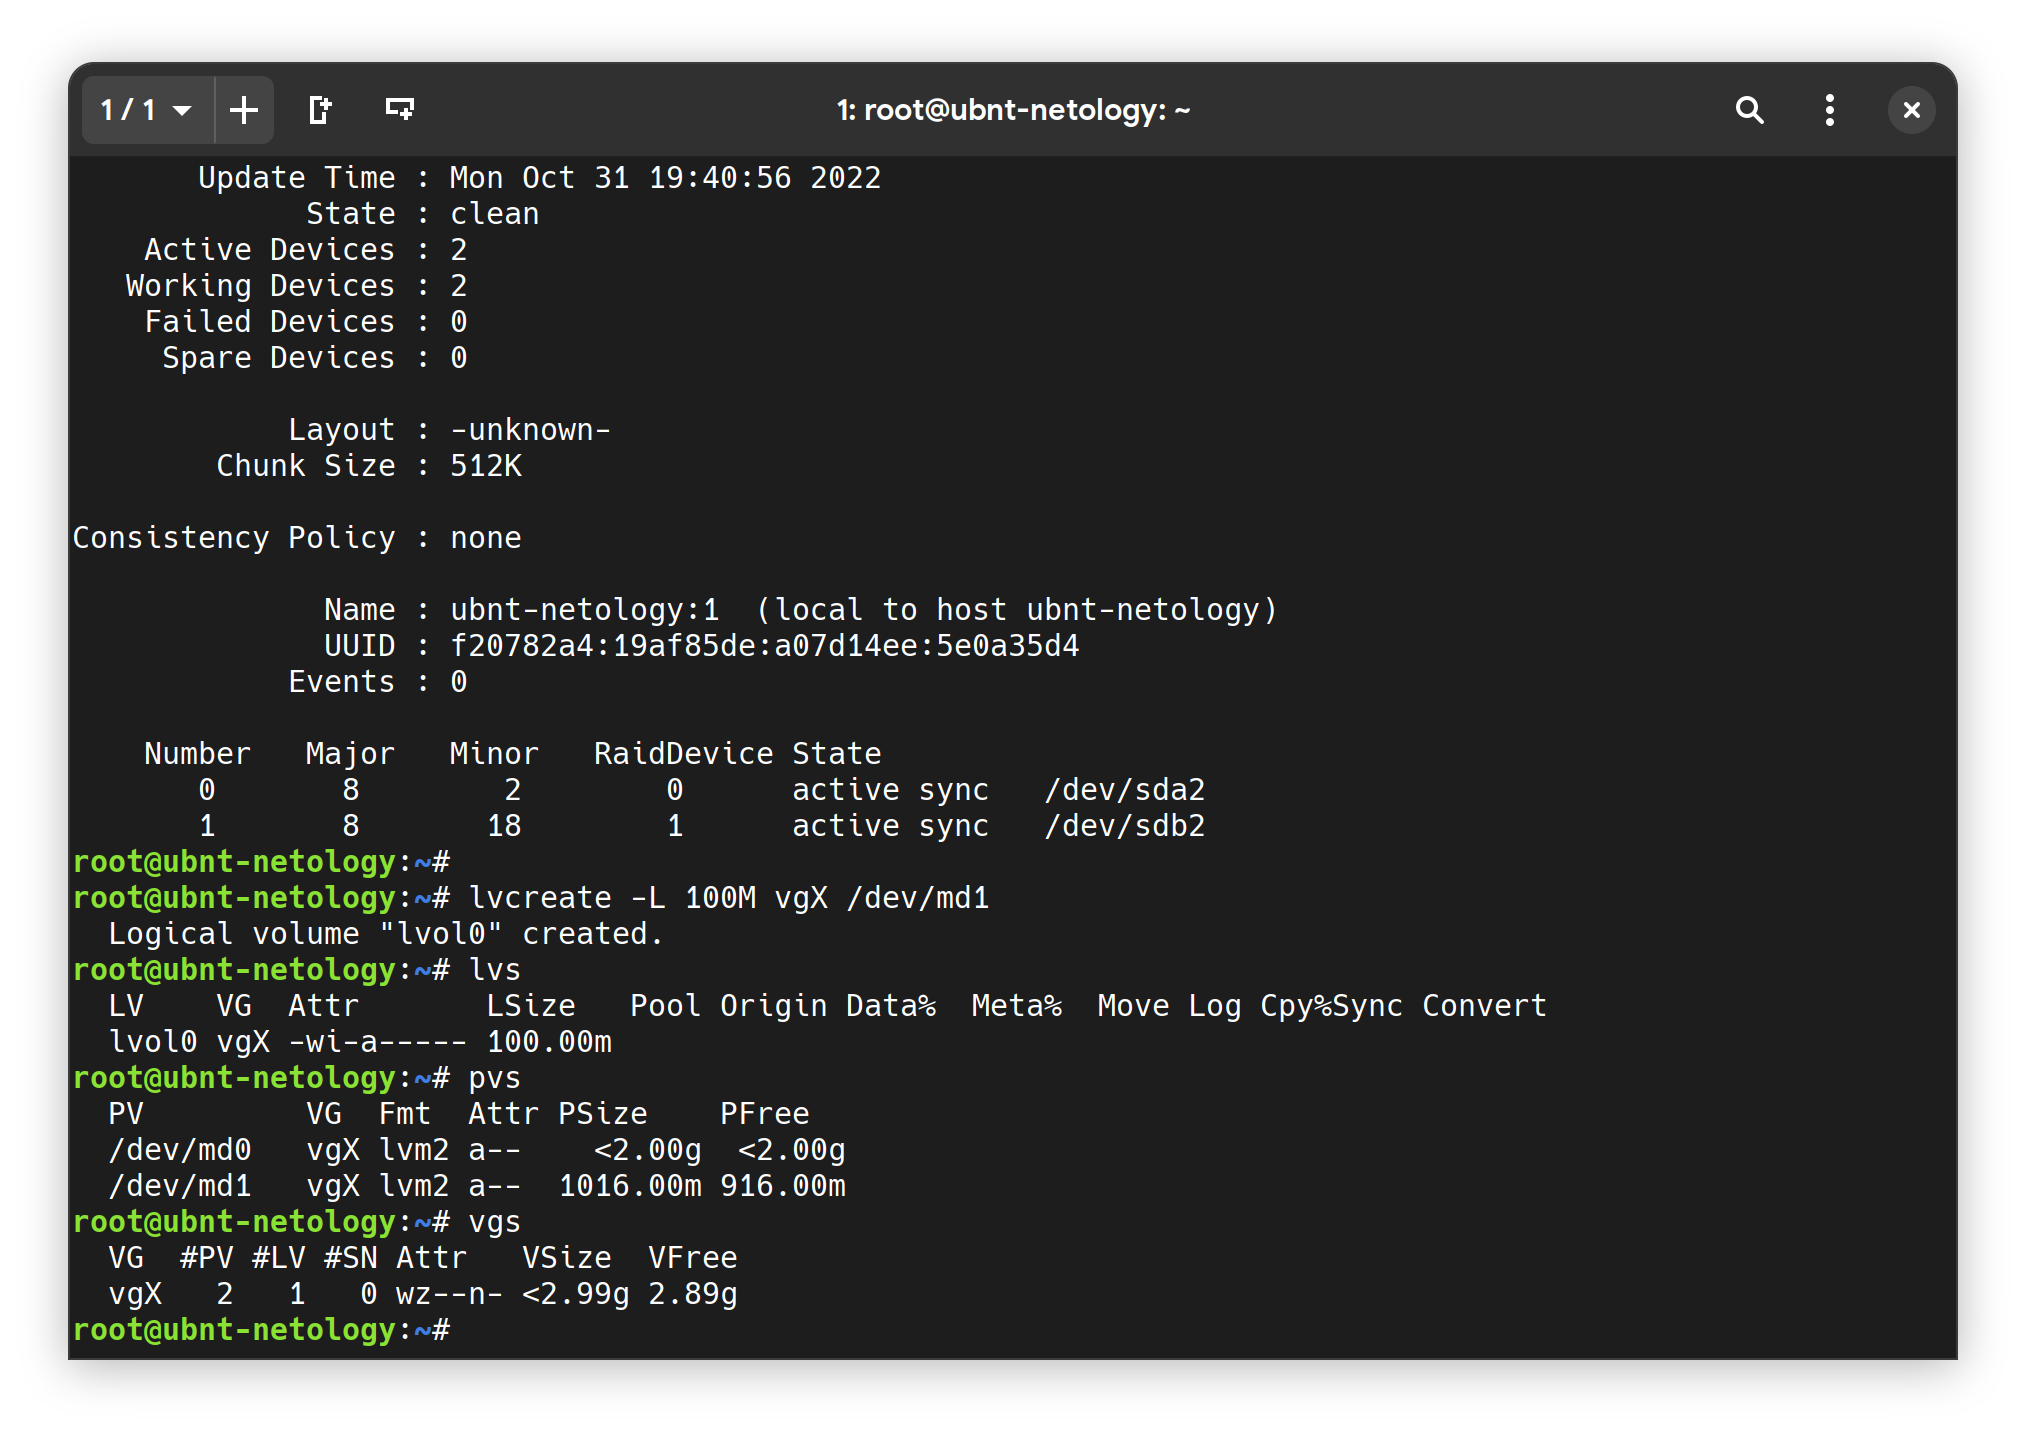 1 / 1
1: root@ubnt-netology: ~
       Update Time : Mon Oct 31 19:40:56 2022
             State : clean
    Active Devices : 2
   Working Devices : 2
    Failed Devices : 0
     Spare Devices : 0
            Layout : -unknown-
        Chunk Size : 512K
Consistency Policy : none
              Name : ubnt-netology:1  (local to host ubnt-netology)
              UUID : f20782a4:19af85de:a07d14ee:5e0a35d4
            Events : 0
    Number   Major   Minor   RaidDevice State
       0       8        2        0      active sync   /dev/sda2
       1       8       18        1      active sync   /dev/sdb2
root@ubnt-netology:~#
root@ubnt-netology:~# lvcreate -L 100M vgX /dev/md1
  Logical volume "lvol0" created.
root@ubnt-netology:~# lvs
  LV    VG  Attr       LSize   Pool Origin Data%  Meta%  Move Log Cpy%Sync Convert
  lvol0 vgX -wi-a----- 100.00m
root@ubnt-netology:~# pvs
  PV         VG  Fmt  Attr PSize    PFree
  /dev/md0   vgX lvm2 a--    <2.00g  <2.00g
  /dev/md1   vgX lvm2 a--  1016.00m 916.00m
root@ubnt-netology:~# vgs
  VG  #PV #LV #SN Attr   VSize  VFree
  vgX   2   1   0 wz--n- <2.99g 2.89g
root@ubnt-netology:~#